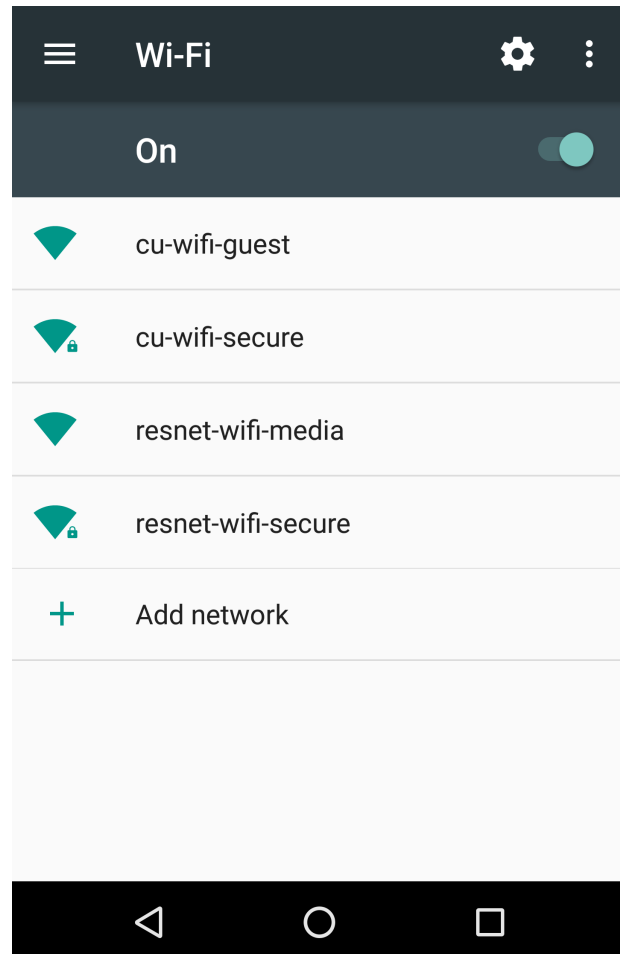 Wi-Fi
On
cu-wifi-guest
cu-wifi-secure
resnet-wifi-media
resnet-wifi-secure
Add network